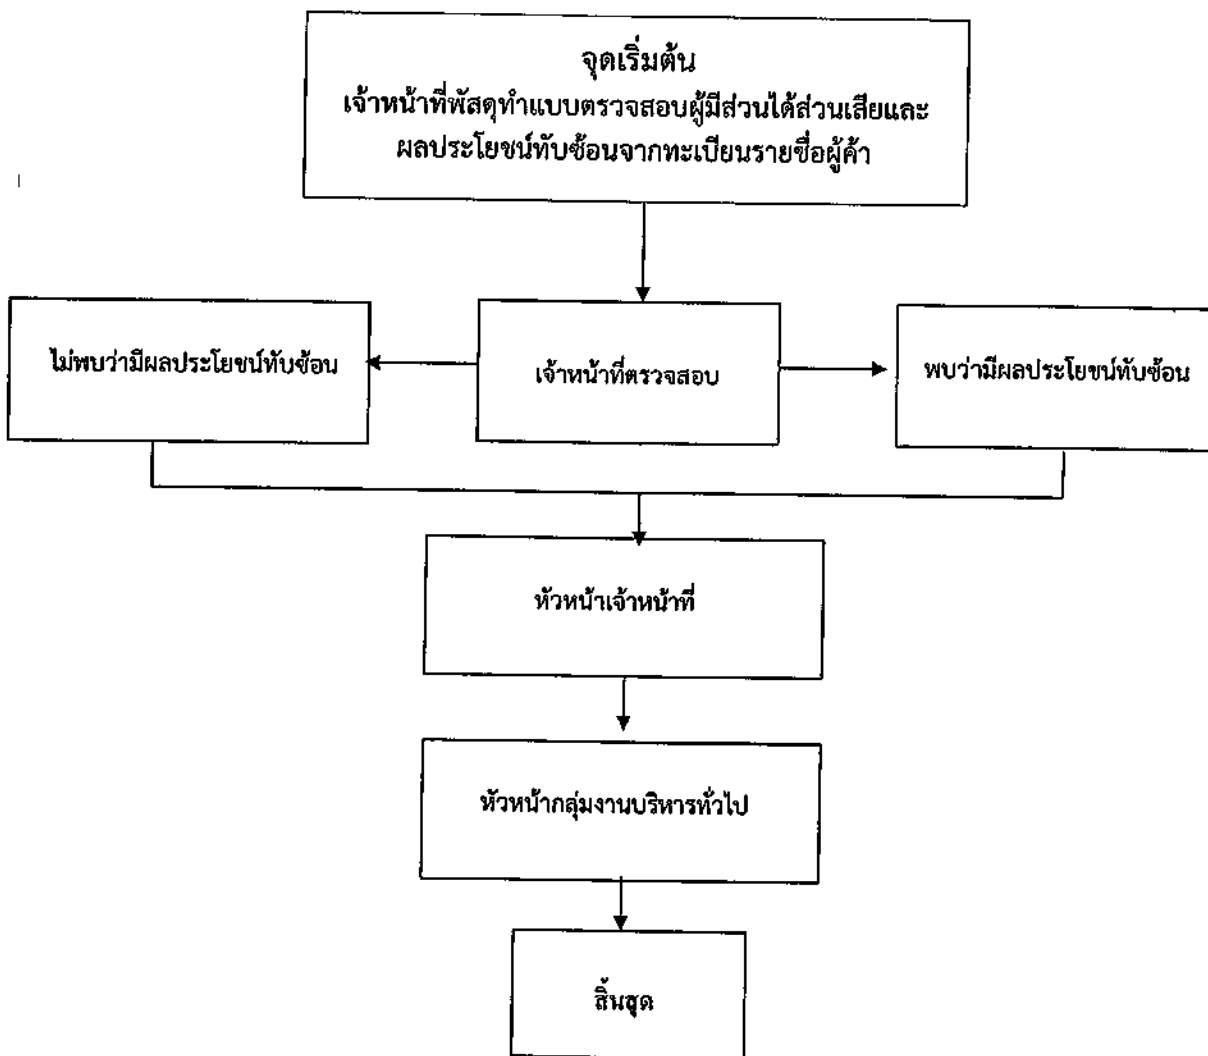 จุดเริ่มต้น
เจ้าหน้าที่พัสดุทำแบบตรวจสอบผู้มีส่วนได้ส่วนเสียและ
ผลประโยชน์ทับซ้อนจากทะเบียนรายชื่อผู้ค้า
ไม่พบว่ามีผลประโยชน์ทับซ้อน
เจ้าหน้าที่ตรวจสอบ
พบว่ามีผลประโยชน์ทับซ้อน
หัวหน้าเจ้าหน้าที่
หัวหน้ากลุ่มงานบริหารทั่วไป
สิ้นสุด